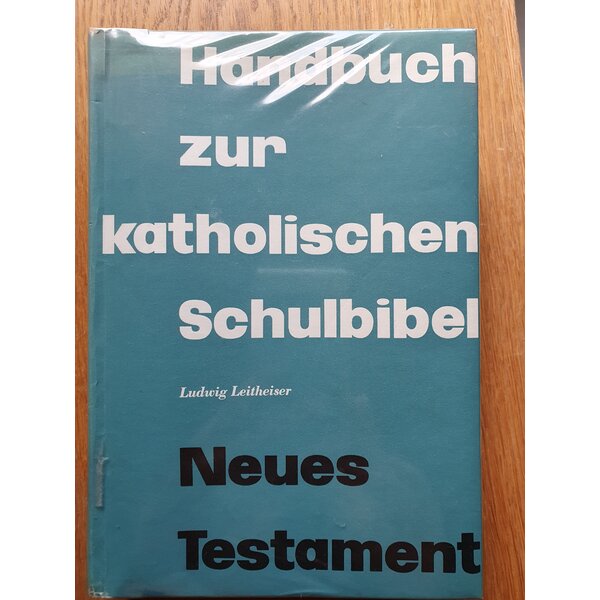 Handbuch
zur
katholischen
Schulbibel
Ludwig Leitheiser
Neues
Testament